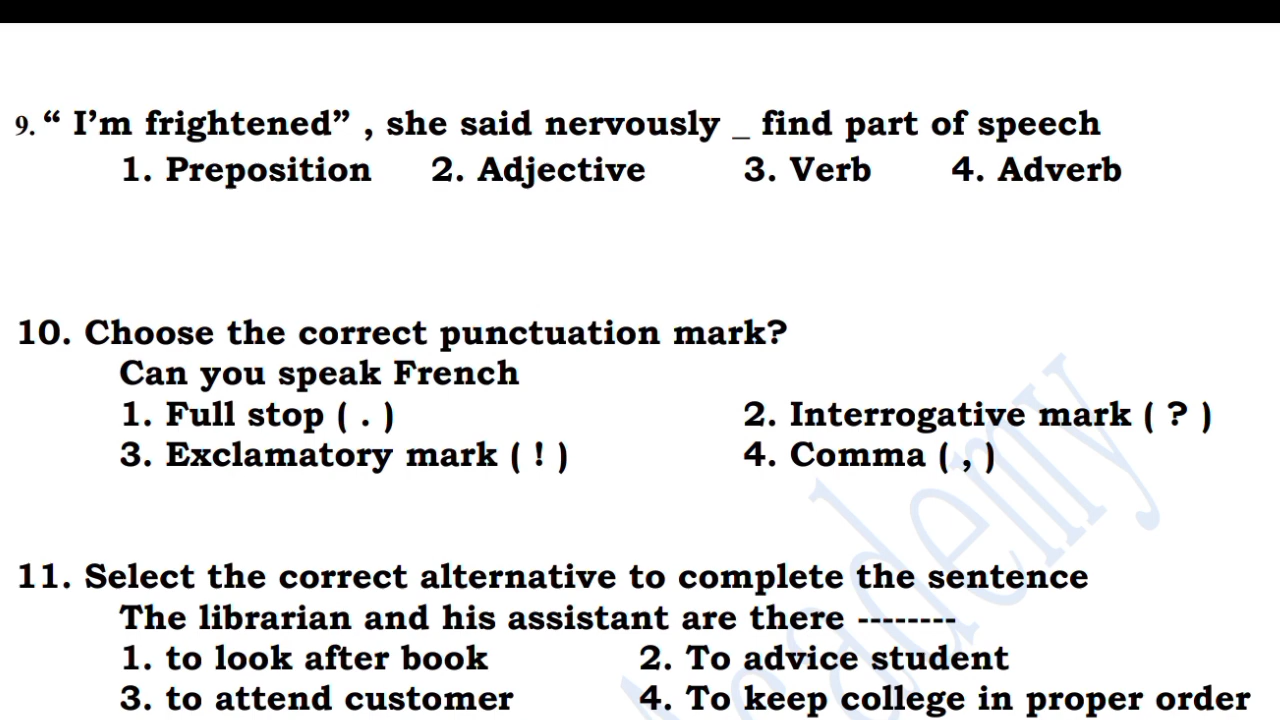 9. “ I’m frightened” , she said nervously _ find part of speech
1. Preposition 2. Adjective 3. Verb 4. Adverb
10. Choose the correct punctuation mark?
Can you speak French
1. Full stop ( . ) 2. Interrogative mark ( ? )
3. Exclamatory mark ( ! ) 4. Comma ( , )
11. Select the correct alternative to complete the sentence
The librarian and his assistant are there --------
1. to look after book 2. To advice student
3. to attend customer 4. To keep college in proper order
Academy